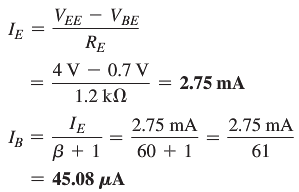 I_E = (V_EE − V_BE) / R_E
= (4 V − 0.7 V) / 1.2 kΩ = 2.75 mA
I_B = I_E / (β + 1) = 2.75 mA / (60 + 1) = 2.75 mA / 61
= 45.08 μA